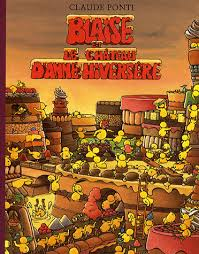 CLAUDE PONTI
BLAISE
ET
LE CHÂTEAU
D'ANNE HIVERSÈRE